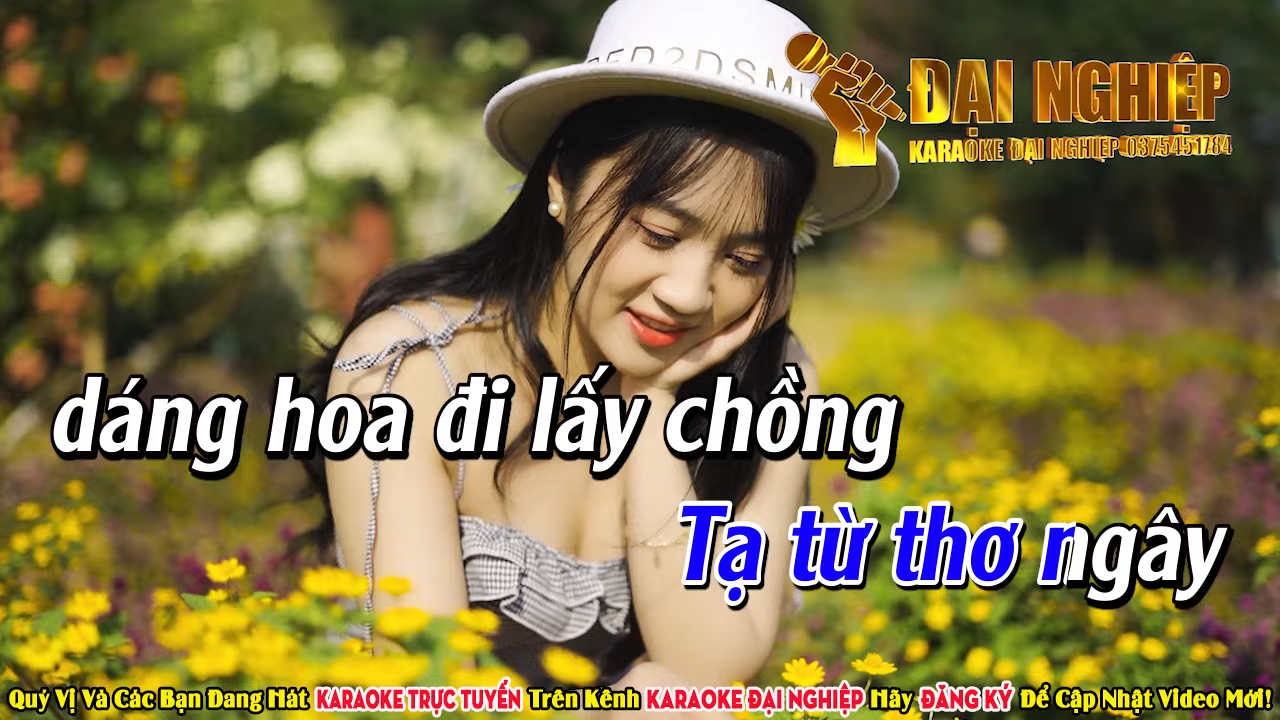 ĐẠI NGHIỆP
KARAOKE ĐẠI NGHIỆP 0375451784
dáng hoa đi lấy chồng
Tạ từ thơ ngây
Quý Vị Và Các Bạn Đang Hát KARAOKE TRỰC TUYẾN Trên Kênh KARAOKE ĐẠI NGHIỆP Hãy ĐĂNG KÝ Để Cập Nhật Video Mới!